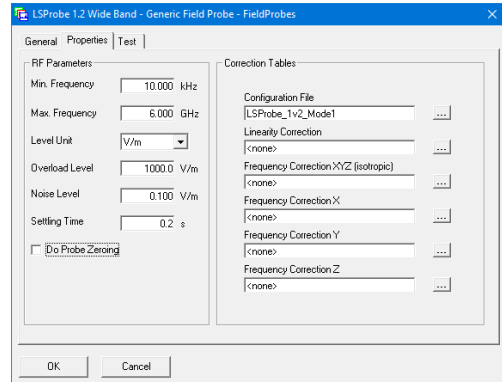 LSProbe 1.2 Wide Band - Generic Field Probe - FieldProbes
General Properties Test
RF Parameters
Min. Frequency 10.000 kHz
Max. Frequency 6.000 GHz
Level Unit V/m
Overload Level 1000.0 V/m
Noise Level 0.100 V/m
Settling Time 0.2 s
Do Probe Zeroing
Correction Tables
Configuration File
LSProbe_1v2_Mode1
...
Linearity Correction
<none>
...
Frequency Correction XYZ (isotropic)
<none>
...
Frequency Correction X
<none>
...
Frequency Correction Y
<none>
...
Frequency Correction Z
<none>
...
OK Cancel